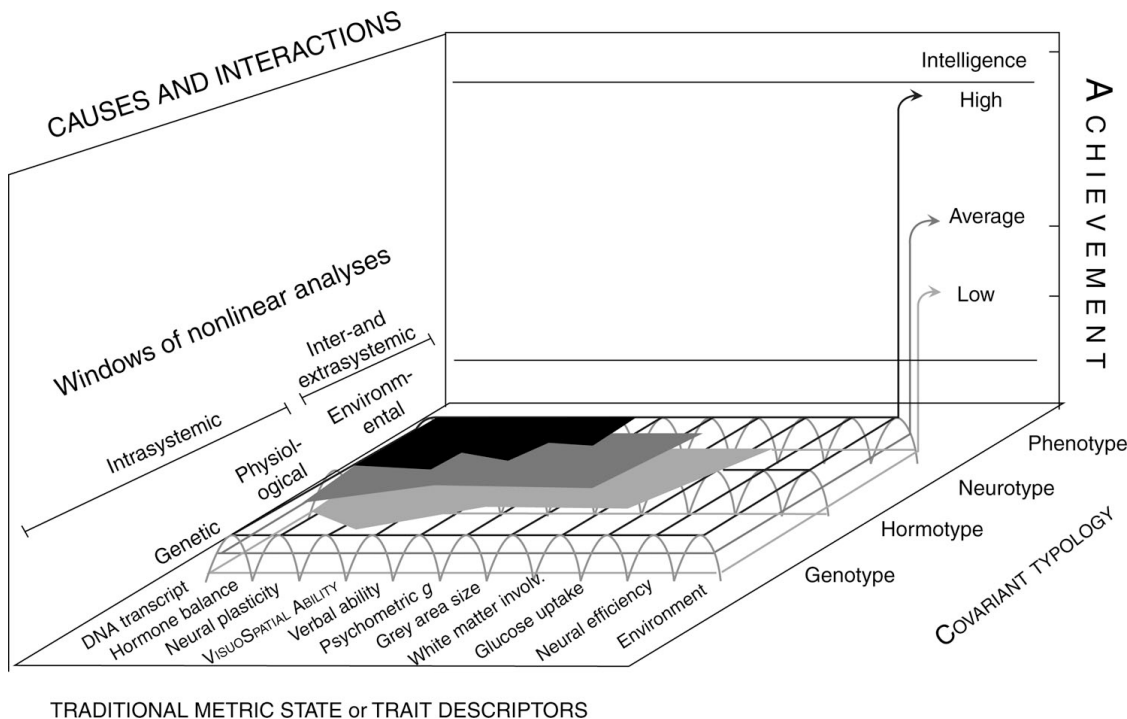 CAUSES AND INTERACTIONS
Intelligence
High
Average
Low
ACHIEVEMENT
Windows of nonlinear analyses
Inter-and
extrasystemic
Intrasystemic
Environm-
ental
Physiol-
ogical
Genetic
Phenotype
Neurotype
Hormotype
Genotype
COVARIANT TYPOLOGY
DNA transcript
Hormone balance
Neural plasticity
VISUOSPATIAL ABILITY
Verbal ability
Psychometric g
Grey area size
White matter involv.
Glucose uptake
Neural efficiency
Environment
TRADITIONAL METRIC STATE or TRAIT DESCRIPTORS